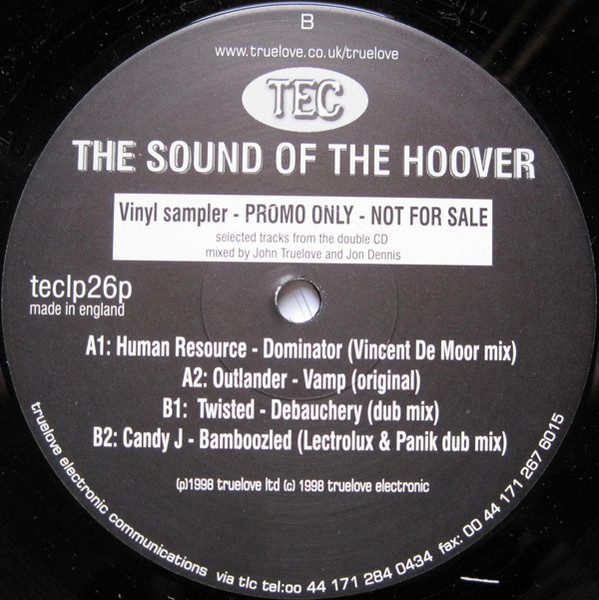 B
www.truelove.co.uk/truelove
TEC
THE SOUND OF THE HOOVER
Vinyl sampler - PROMO ONLY - NOT FOR SALE
selected tracks from the double CD
mixed by John Truelove and Jon Dennis
teclp26p
made in england
A1: Human Resource - Dominator (Vincent De Moor mix)
A2: Outlander - Vamp (original)
B1: Twisted - Debauchery (dub mix)
B2: Candy J - Bamboozled (Lectrolux & Panik dub mix)
(p)1998 truelove ltd (c) 1998 truelove electronic
truelove electronic communications via tlc tel:oo 44 171 284 0434 fax: 00 44 171 267 6015